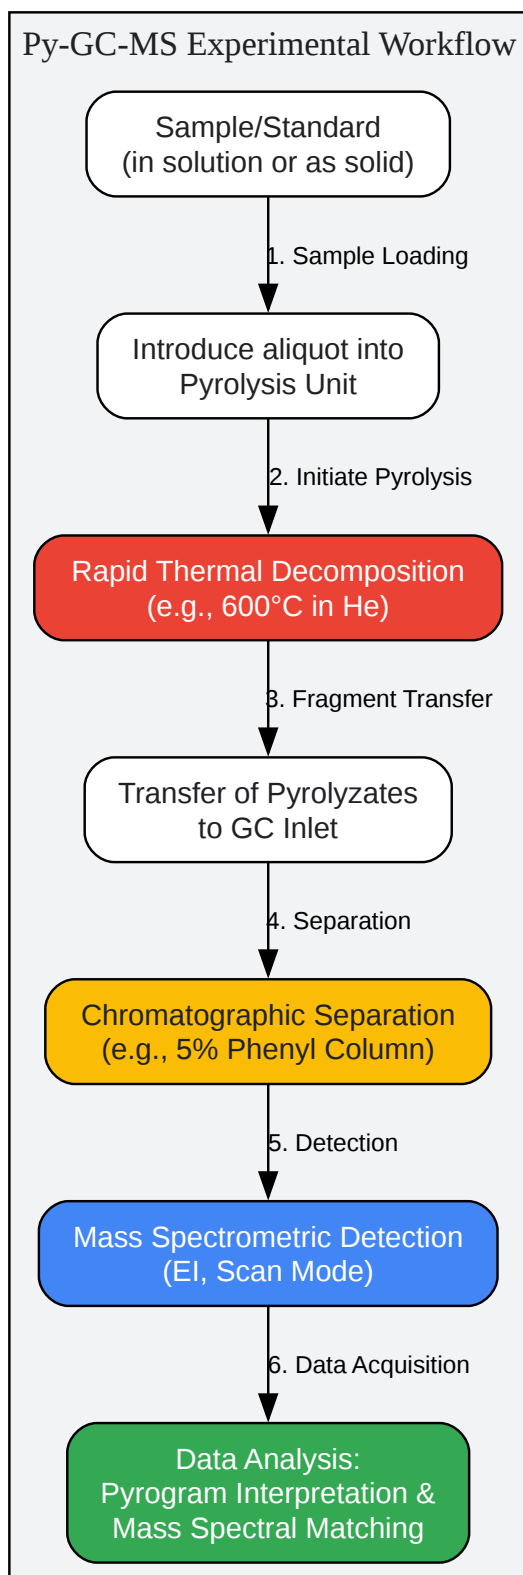 Py-GC-MS Experimental Workflow
Sample/Standard
(in solution or as solid)
1. Sample Loading
Introduce aliquot into
Pyrolysis Unit
2. Initiate Pyrolysis
Rapid Thermal Decomposition
(e.g., 600°C in He)
3. Fragment Transfer
Transfer of Pyrolyzates
to GC Inlet
4. Separation
Chromatographic Separation
(e.g., 5% Phenyl Column)
5. Detection
Mass Spectrometric Detection
(EI, Scan Mode)
6. Data Acquisition
Data Analysis:
Pyrogram Interpretation &
Mass Spectral Matching